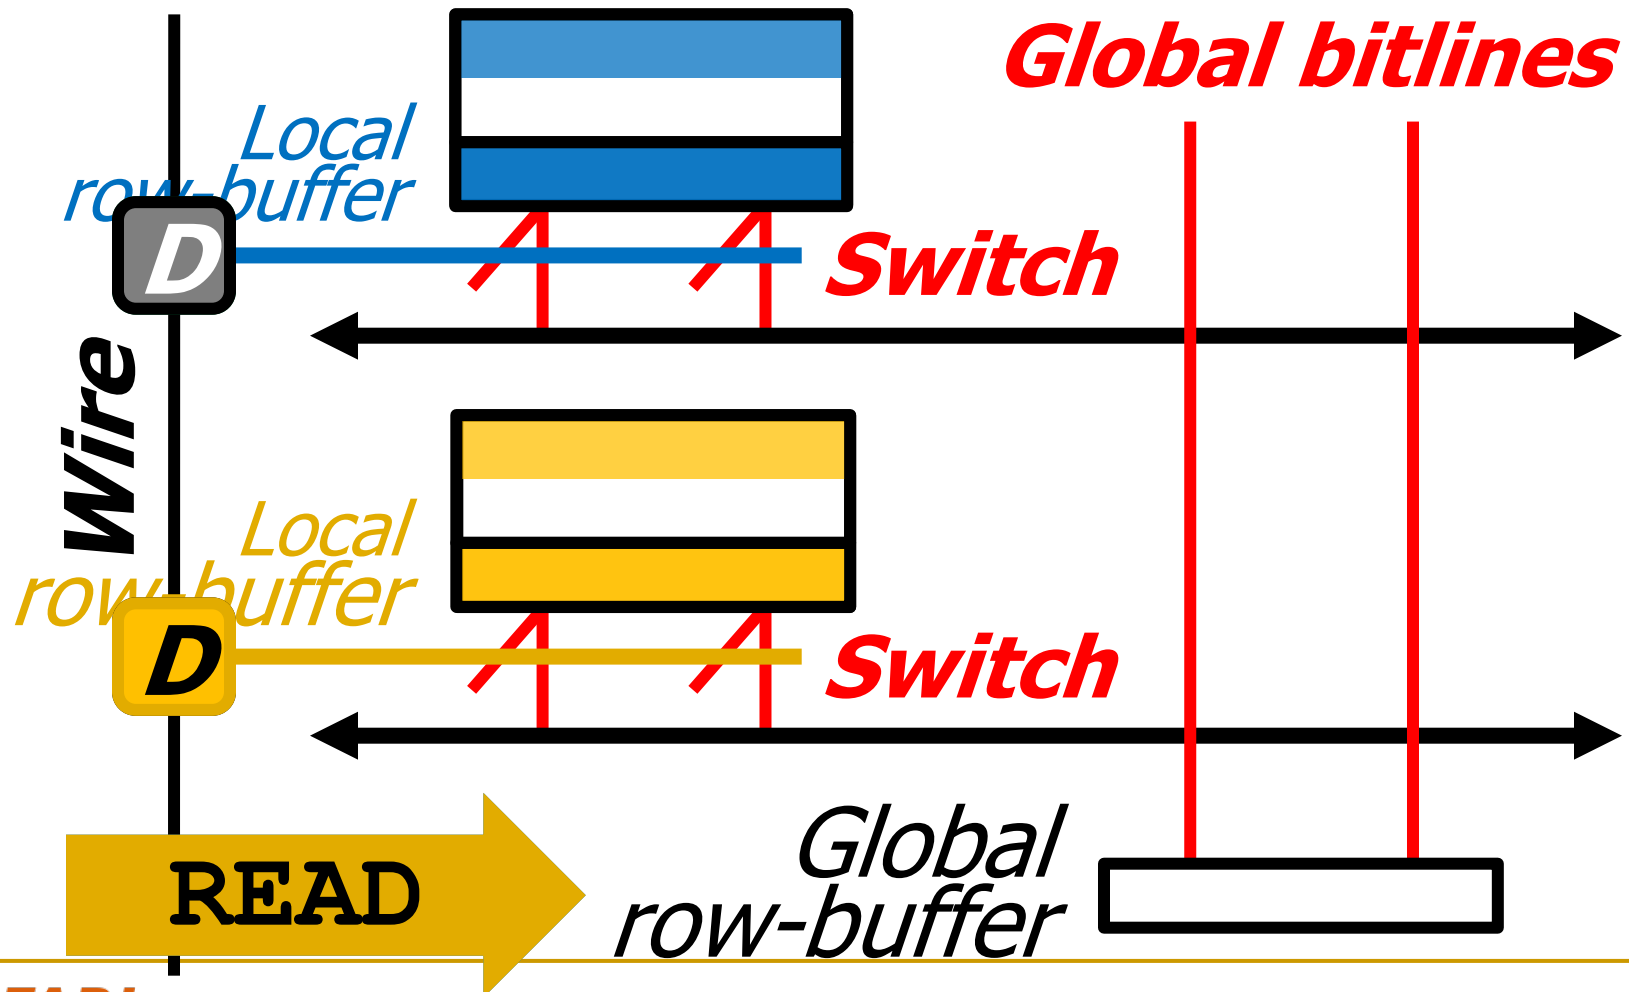 Global bitlines
Local
row-buffer
D
Switch
Wire
Local
row-buffer
D
Switch
READ
Global
row-buffer